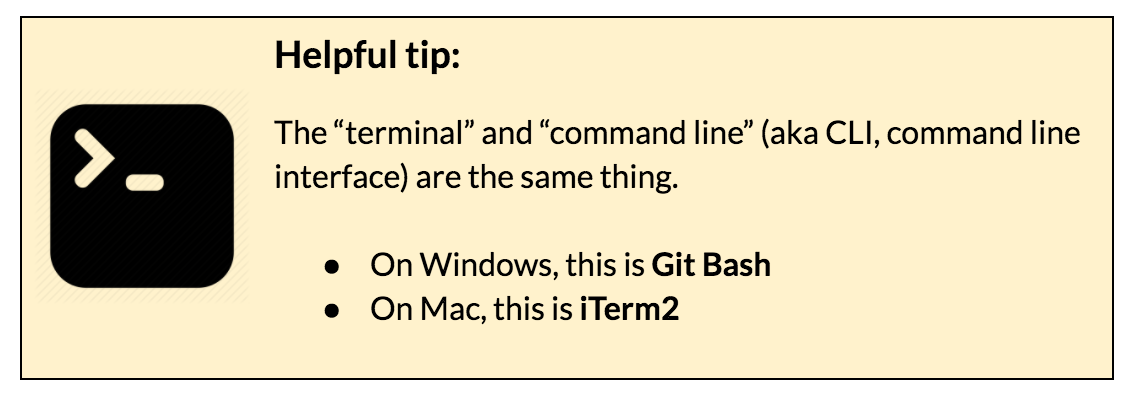 Helpful tip:
The “terminal” and “command line” (aka CLI, command line
interface) are the same thing.
● On Windows, this is Git Bash
● On Mac, this is iTerm2